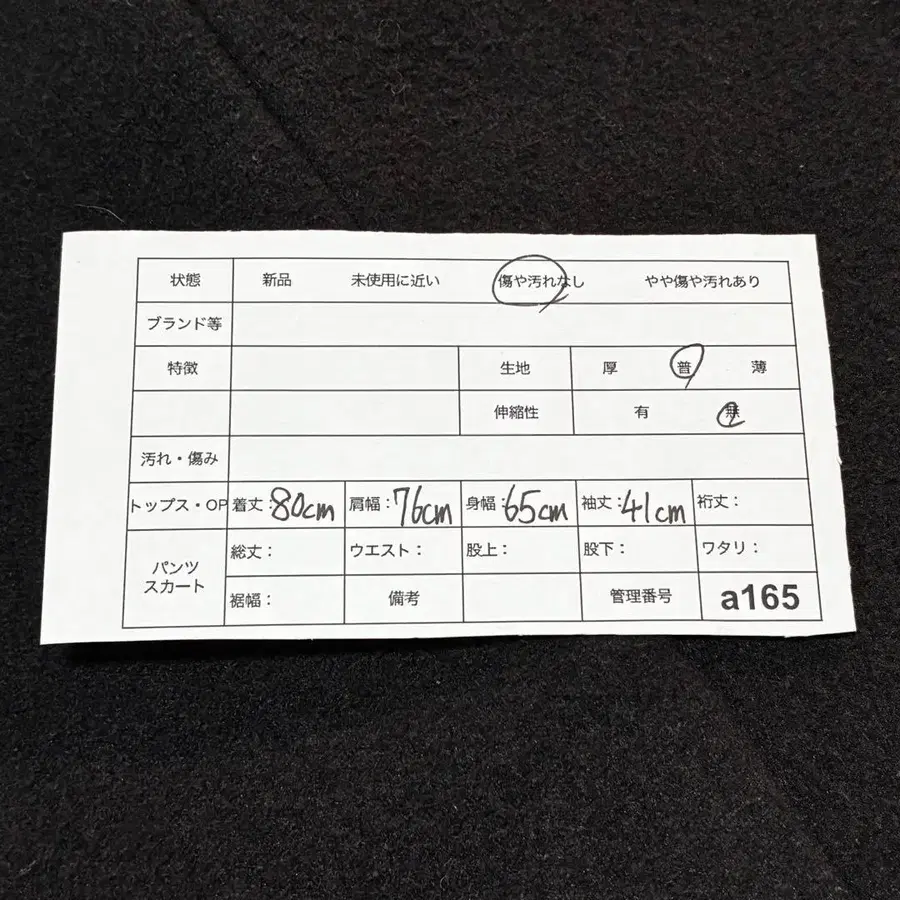 状態 新品 未使用に近い 傷や汚れなし やや傷や汚れあり
ブランド等
特徴 生地 厚 普 薄
伸縮性 有 無
汚れ・傷み
トップス・OP 着丈：80cm 肩幅：76cm 身幅：65cm 袖丈：41cm 裄丈：
パンツ スカート 総丈： ウエスト： 股上： 股下： ワタリ：
裾幅： 備考 管理番号 a165